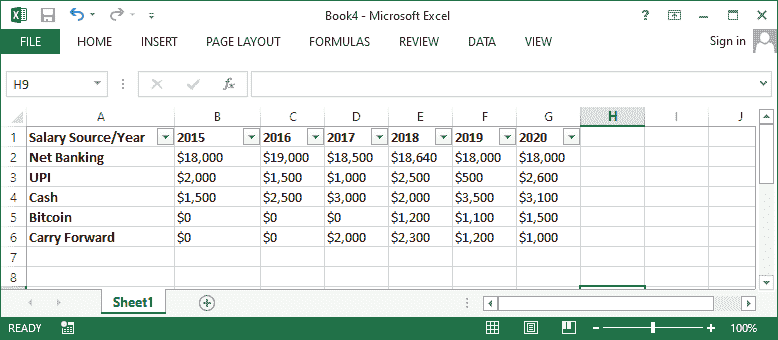 Book4 - Microsoft Excel
FILE HOME INSERT PAGE LAYOUT FORMULAS REVIEW DATA VIEW Sign in
H9 fx
A B C D E F G H I J
1 Salary Source/Year 2015 2016 2017 2018 2019 2020
2 Net Banking $18,000 $19,000 $18,500 $18,640 $18,000 $18,000
3 UPI $2,000 $1,500 $1,000 $2,500 $500 $2,600
4 Cash $1,500 $2,500 $3,000 $2,000 $3,500 $3,100
5 Bitcoin $0 $0 $0 $1,200 $1,100 $1,500
6 Carry Forward $0 $0 $2,000 $2,300 $1,200 $1,000
7
8
Sheet1
READY 100%